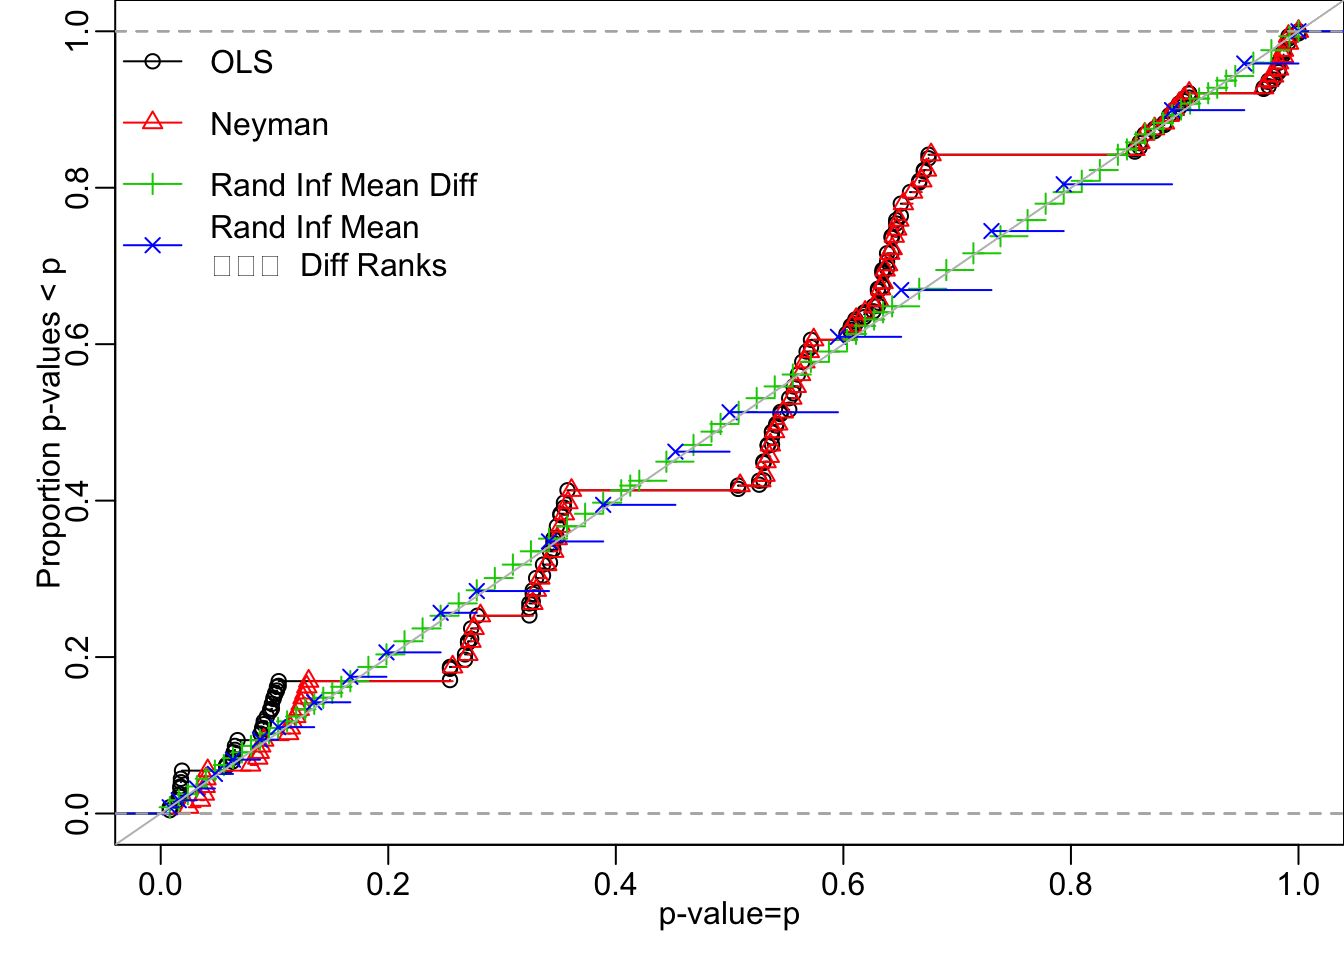 OLS
Neyman
Rand Inf Mean Diff
Rand Inf Mean
□□□ Diff Ranks
Proportion p-values < p
1.0
0.8
0.6
0.4
0.2
0.0
0.0 0.2 0.4 0.6 0.8 1.0
p-value=p